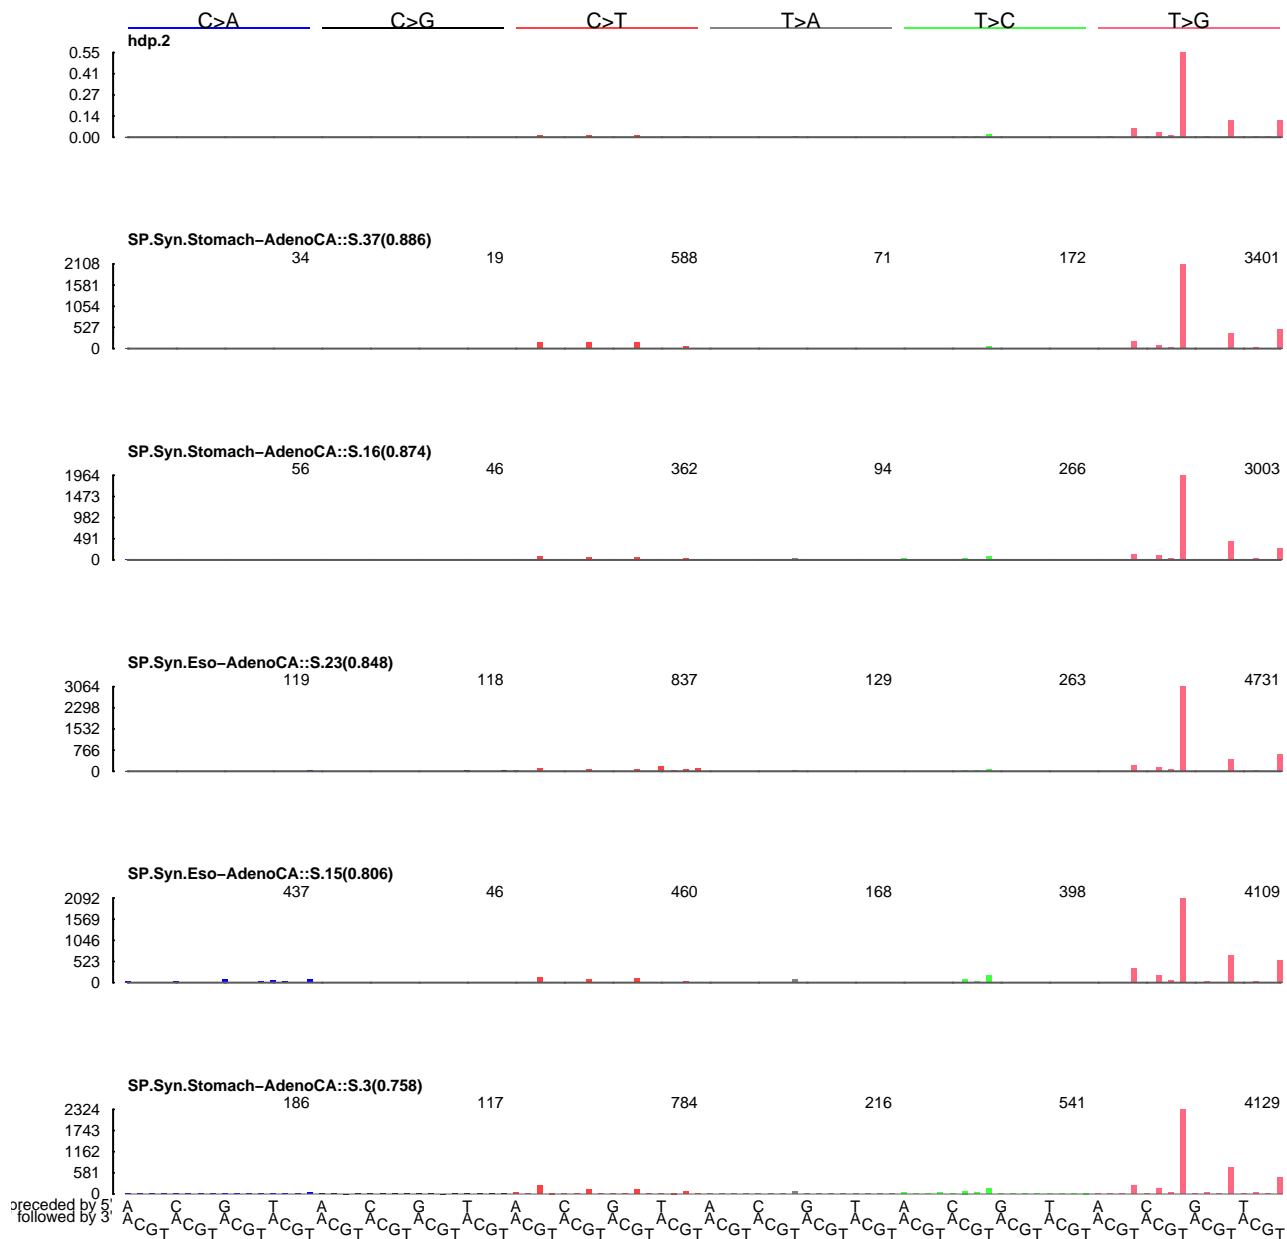 C>A C>G C>T T>A T>C T>G
hdp.2
0.55
0.41
0.27
0.14
0.00
SP.Syn.Stomach−AdenoCA::S.37(0.886)
34 19 588 71 172 3401
2108
1581
1054
527
0
SP.Syn.Stomach−AdenoCA::S.16(0.874)
56 46 362 94 266 3003
1964
1473
982
491
0
SP.Syn.Eso−AdenoCA::S.23(0.848)
119 118 837 129 263 4731
3064
2298
1532
766
0
SP.Syn.Eso−AdenoCA::S.15(0.806)
437 46 460 168 398 4109
2092
1569
1046
523
0
SP.Syn.Stomach−AdenoCA::S.3(0.758)
186 117 784 216 541 4129
2324
1743
1162
581
0
preceded by 5' A C G T A C G T A C G T A C G T A C G T A C G T
followed by 3' A C G T A C G T A C G T A C G T A C G T A C G T A C G T A C G T A C G T A C G T A C G T A C G T A C G T A C G T A C G T A C G T A C G T A C G T A C G T A C G T A C G T A C G T A C G T A C G T